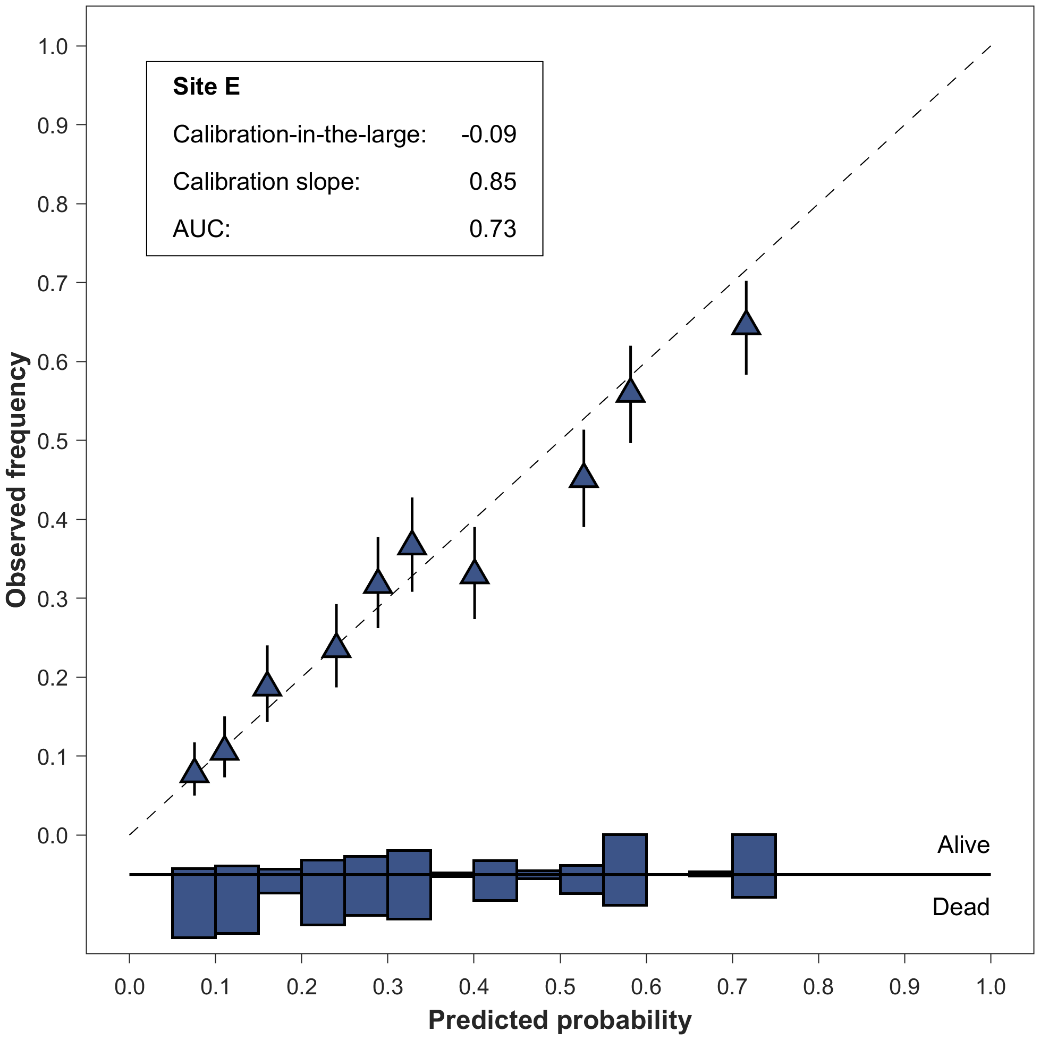 Site E
Calibration-in-the-large: -0.09
Calibration slope: 0.85
AUC: 0.73
1.0
0.9
0.8
0.7
0.6
0.5
0.4
0.3
0.2
0.1
0.0
Observed frequency
Alive
Dead
0.0 0.1 0.2 0.3 0.4 0.5 0.6 0.7 0.8 0.9 1.0
Predicted probability